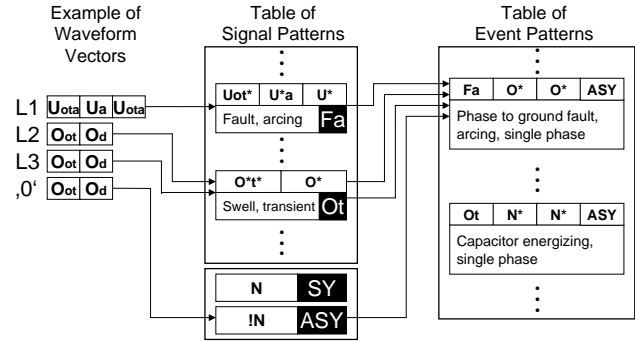 Example of
Waveform
Vectors
Table of
Signal Patterns
Table of
Event Patterns
L1 Uota Ua Uota
L2 Oot Od
L3 Oot Od
‚0‘ Oot Od
Uot* U*a U*
Fault, arcing Fa
O*t* O*
Swell, transient Ot
N SY
!N ASY
Fa O* O* ASY
Phase to ground fault,
arcing, single phase
Ot N* N* ASY
Capacitor energizing,
single phase